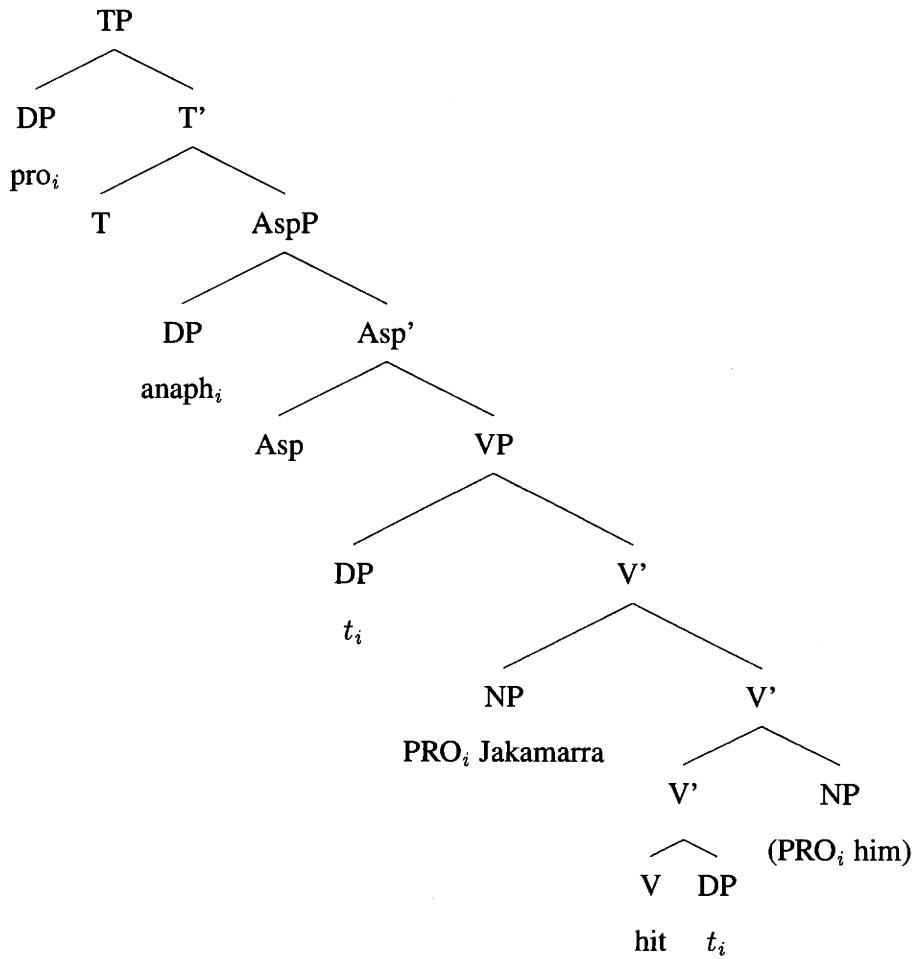 TP
DP T’
pro_i
T AspP
DP Asp’
anaph_i
Asp VP
DP V’
t_i
NP V’
PRO_i Jakamarra
V’ NP
(PRO_i him)
V DP
hit t_i